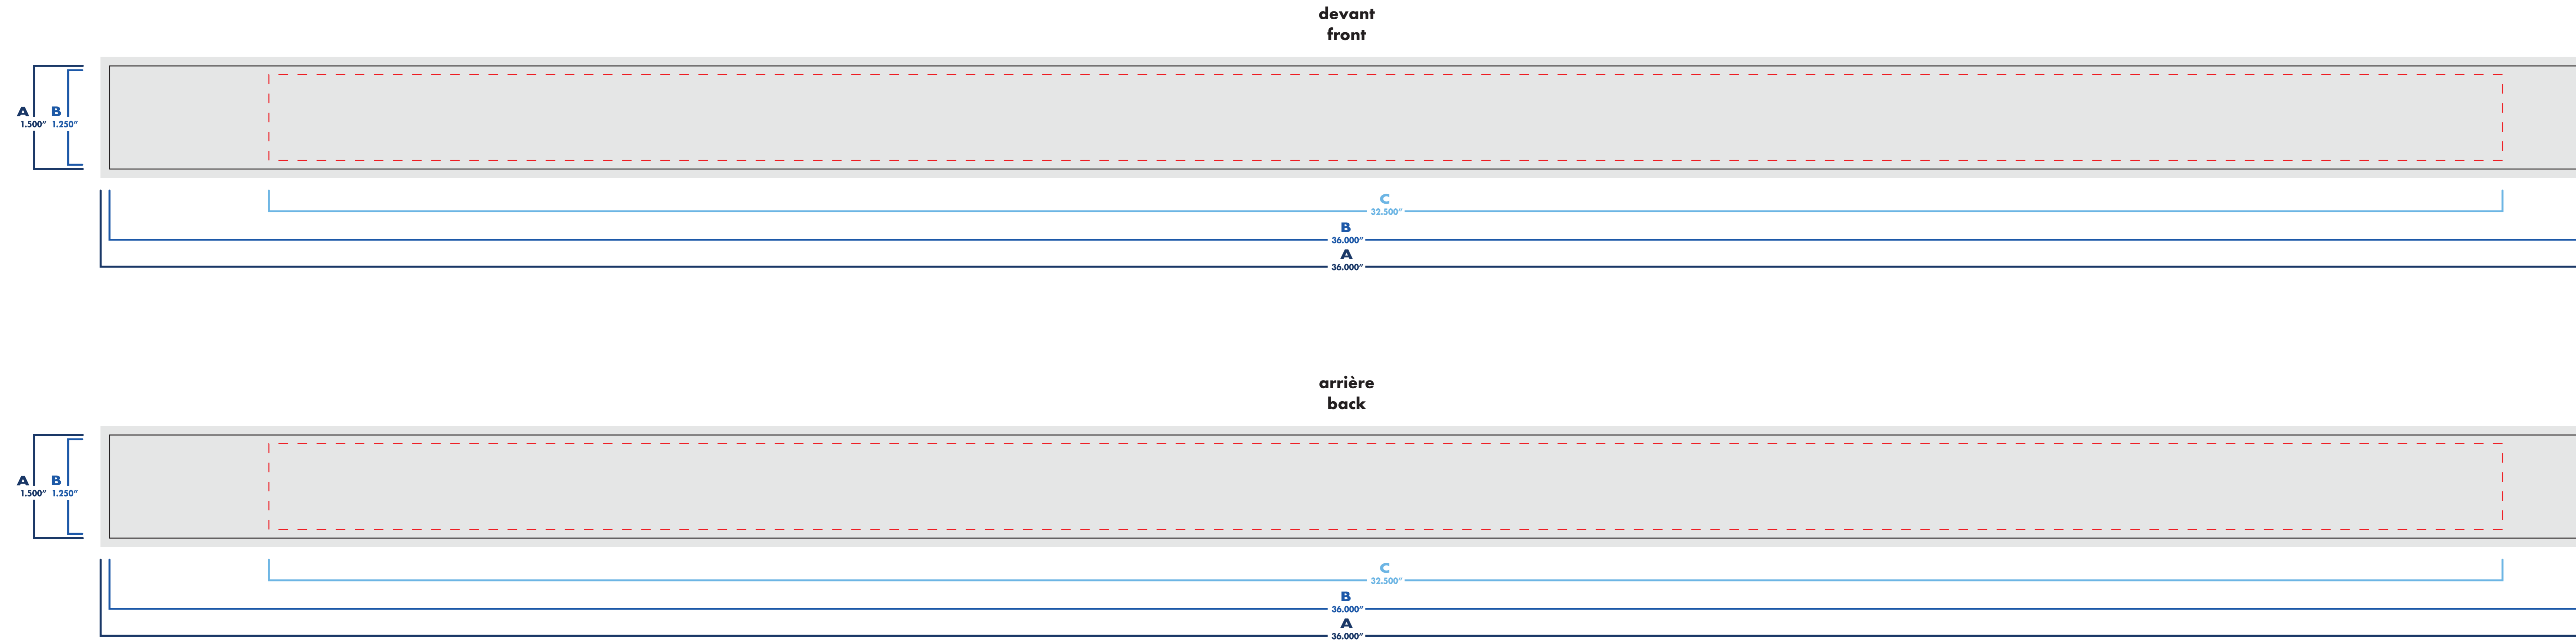 devant
front
A B
1.500" 1.250"
C
32.500"
B
36.000"
A
36.000"
arrière
back
A B
1.500" 1.250"
C
32.500"
B
36.000"
A
36.000"